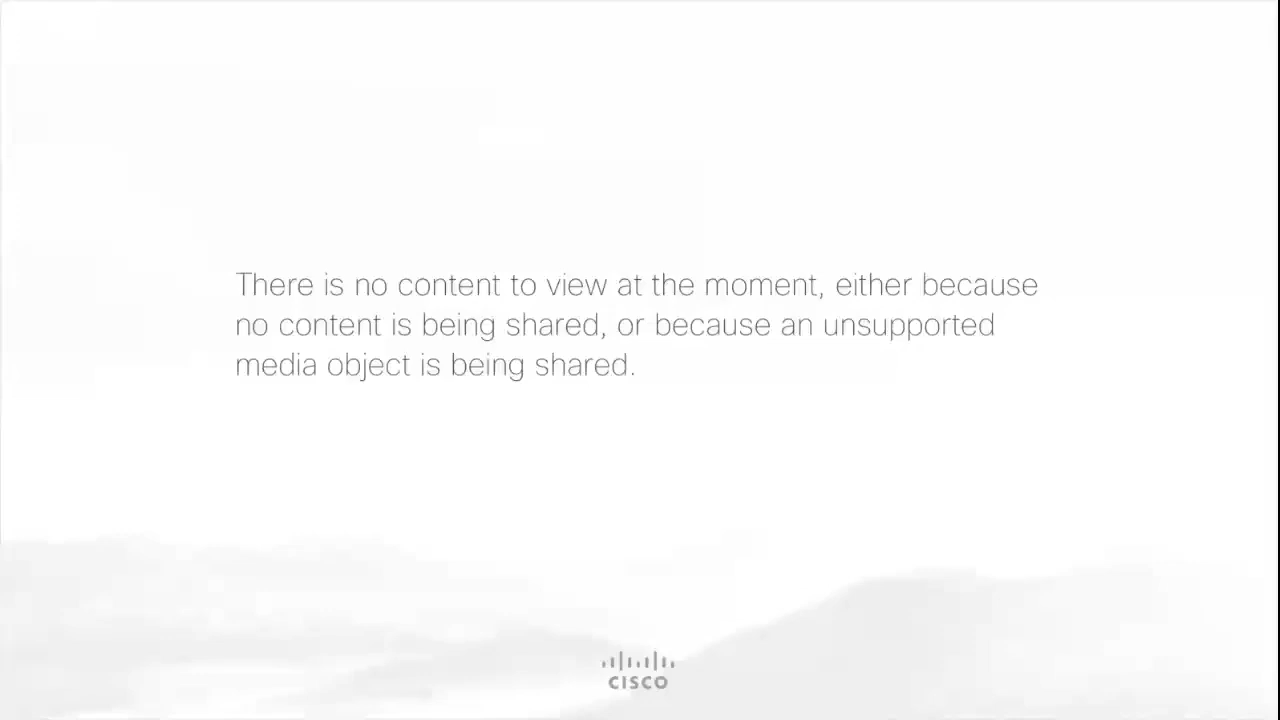 There is no content to view at the moment, either because
no content is being shared, or because an unsupported
media object is being shared.
CISCO